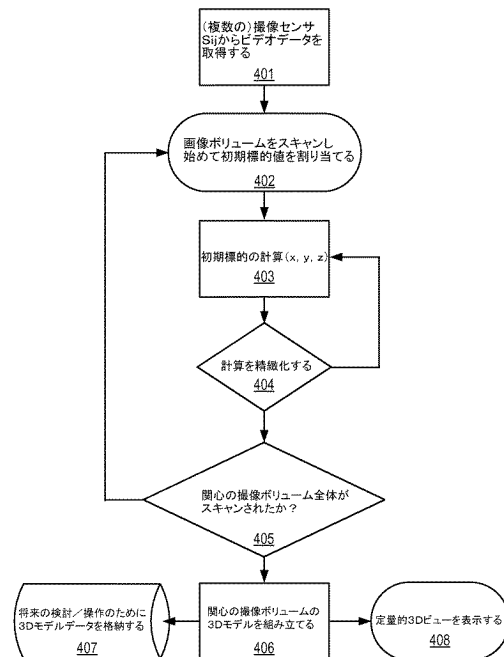 (複数の)撮像センサ
Sijからビデオデータを
取得する
401
画像ボリュームをスキャンし
始めて初期標的値を割り当てる
402
初期標的の計算(x, y, z)
403
計算を精緻化する
404
関心の撮像ボリューム全体が
スキャンされたか？
405
将来の検討／操作のために
3Dモデルデータを格納する
407
関心の撮像ボリュームの
3Dモデルを組み立てる
406
定量的3Dビューを表示する
408